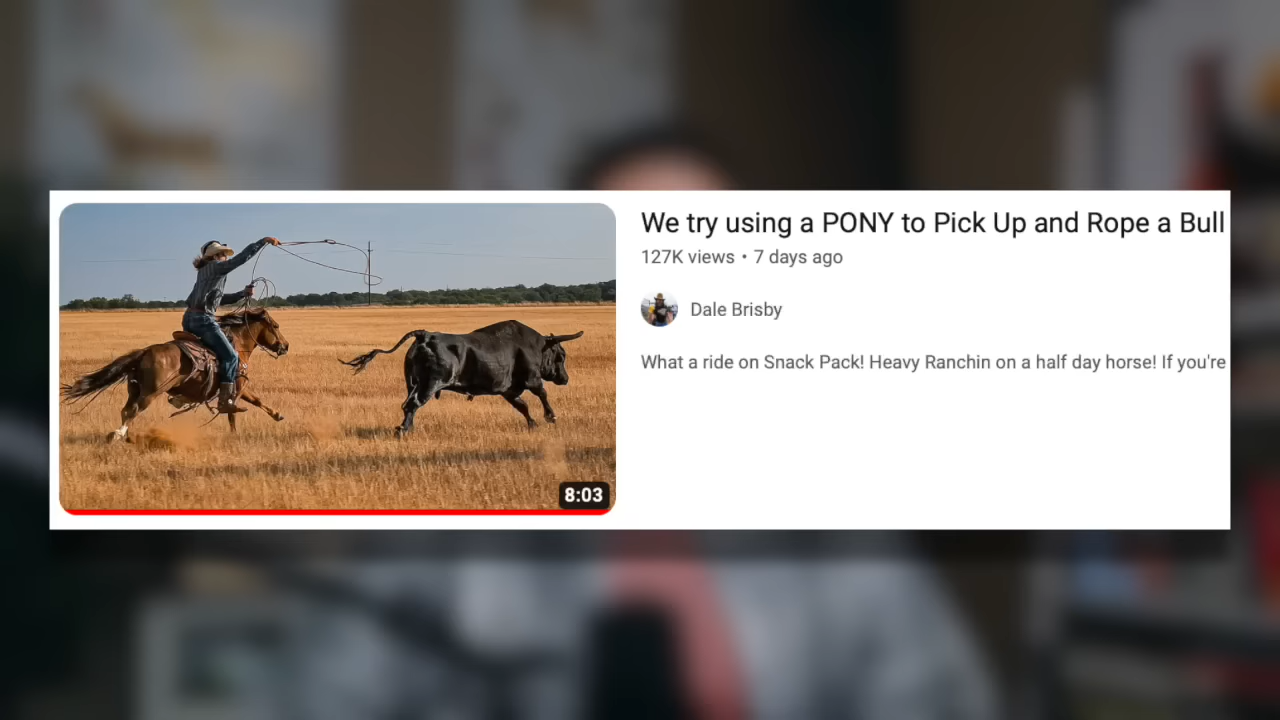 We try using a PONY to Pick Up and Rope a Bull
127K views • 7 days ago
Dale Brisby
What a ride on Snack Pack! Heavy Ranchin on a half day horse! If you're
8:03